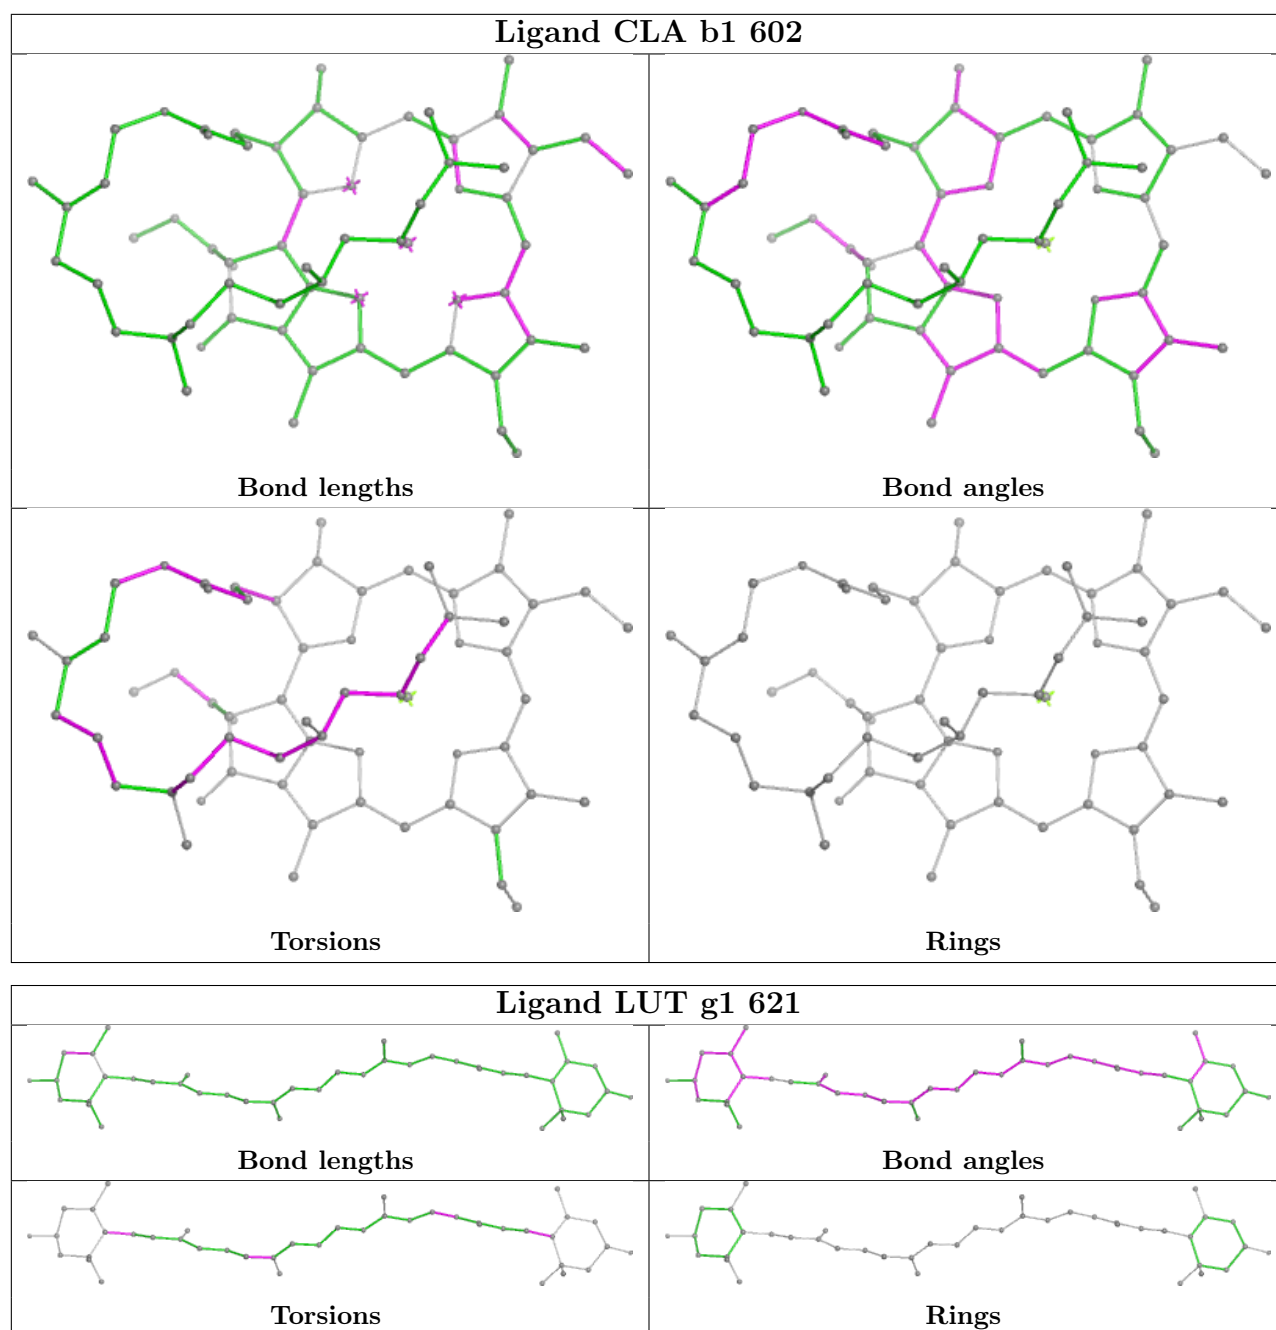 Ligand CLA b1 602
Bond lengths
Bond angles
Torsions
Rings
Ligand LUT g1 621
Bond lengths
Bond angles
Torsions
Rings